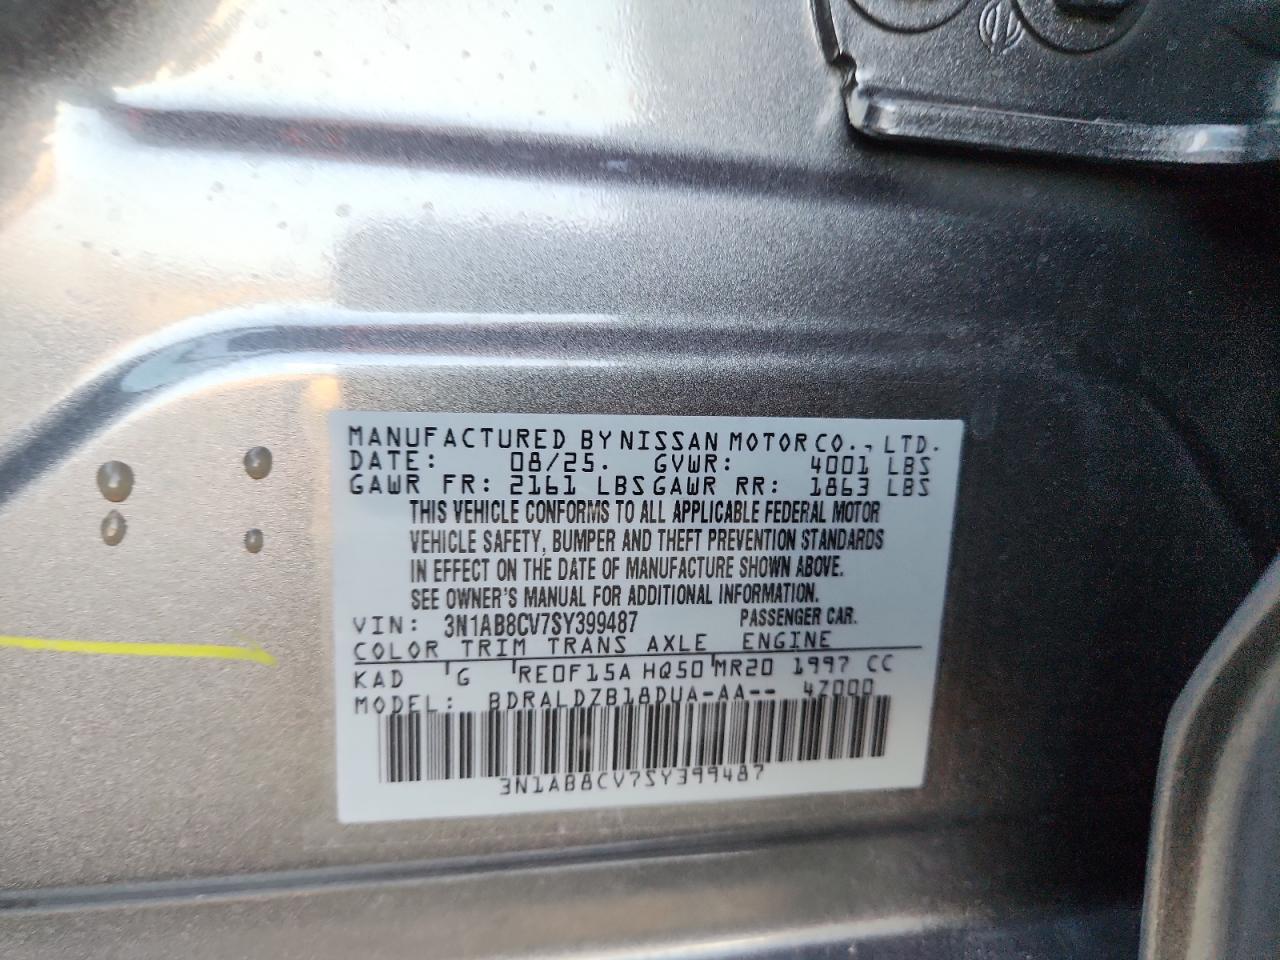 MANUFACTURED BY NISSAN MOTOR CO., LTD.
DATE: 08/25. GVWR: 4001 LBS
GAWR FR: 2161 LBS GAWR RR: 1863 LBS
THIS VEHICLE CONFORMS TO ALL APPLICABLE FEDERAL MOTOR
VEHICLE SAFETY, BUMPER AND THEFT PREVENTION STANDARDS
IN EFFECT ON THE DATE OF MANUFACTURE SHOWN ABOVE.
SEE OWNER'S MANUAL FOR ADDITIONAL INFORMATION.
VIN: 3N1AB8CV7SY399487 PASSENGER CAR.
COLOR TRIM TRANS AXLE ENGINE
KAD 'G 'RE0F15A HQ50'MR20 1997 CC
MODEL: BDRALDZB18DUA-AA-- 47000
3N1AB8CV7SY399487